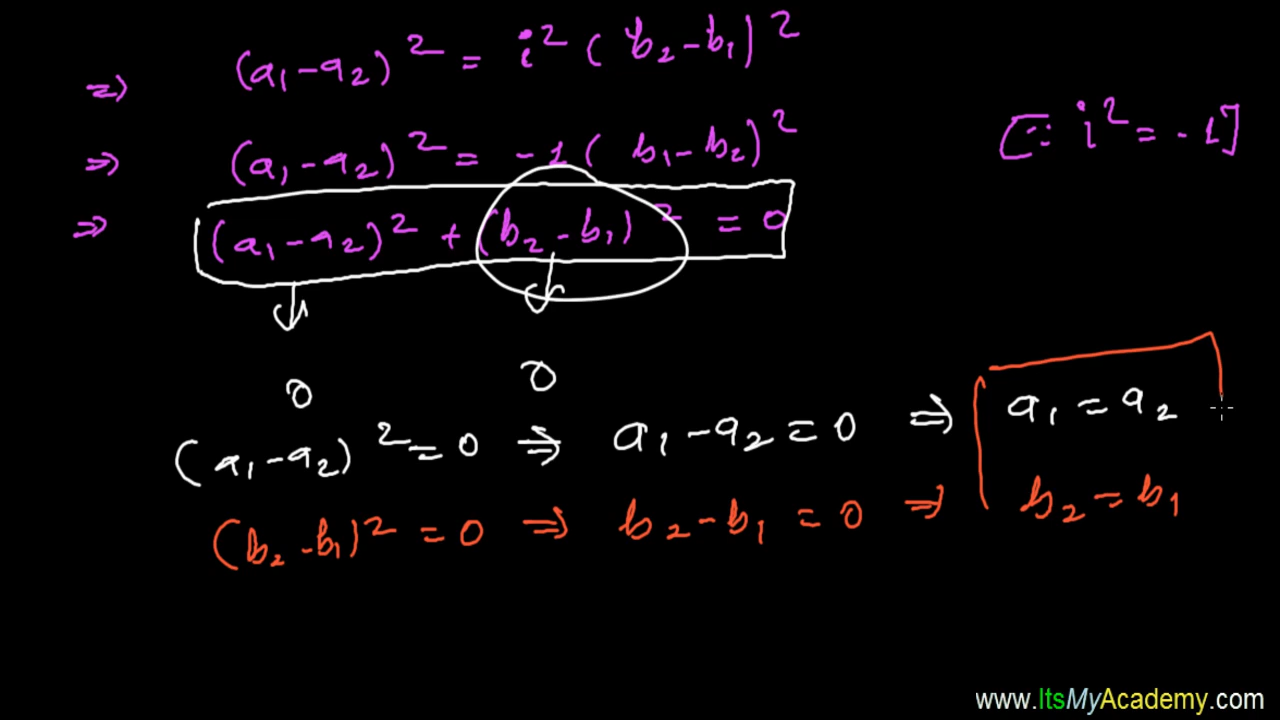 ⇒ (a₁-a₂)² = i² (b₂-b₁)²
⇒ (a₁-a₂)² = -1 (b₁-b₂)² [∵ i² = -1]
⇒ (a₁-a₂)² + (b₂-b₁)² = 0
0 0
(a₁-a₂)² = 0 ⇒ a₁-a₂ = 0 ⇒ a₁ = a₂
(b₂-b₁)² = 0 ⇒ b₂-b₁ = 0 ⇒ b₂ = b₁
www.ItsMyAcademy.com